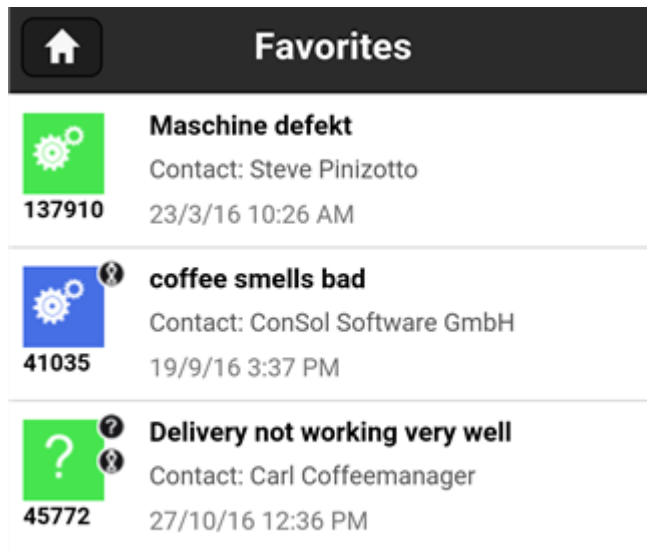 Favorites
Maschine defekt
Contact: Steve Pinizotto
137910
23/3/16 10:26 AM
coffee smells bad
Contact: ConSol Software GmbH
41035
19/9/16 3:37 PM
?
Delivery not working very well
?
Contact: Carl Coffeemanager
45772
27/10/16 12:36 PM